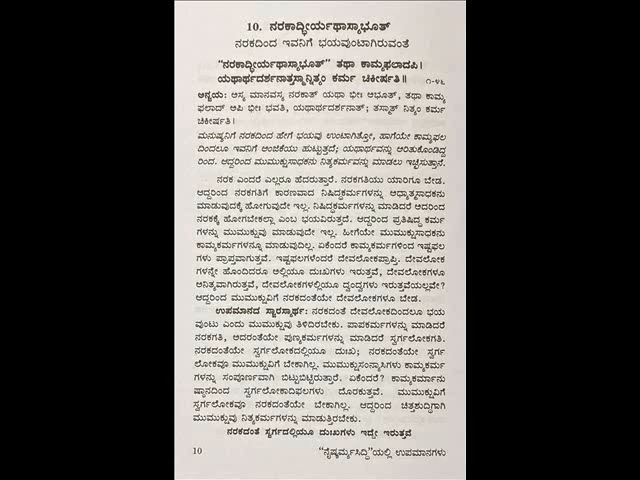 10. ನರಕಾದ್ಭೀರ್ಯಥಾಸ್ಯಾಭೂತ್
ನರಕದಿಂದ ಇವನಿಗೆ ಭಯವುಂಟಾಗಿರುವಂತೆ
“ನರಕಾದ್ಭೀರ್ಯಥಾಸ್ಯಾಭೂತ್” ತಥಾ ಕಾಮ್ಯಫಲಾದಪಿ।
ಯಥಾರ್ಥದರ್ಶನಾತ್ತಸ್ಮಾನ್ನಿತ್ಯಂ ಕರ್ಮ ಚಿಕೀರ್ಷತಿ॥ ೧-೪೬
ಅನ್ವಯ: ಅಸ್ಯ ಮಾನವಸ್ಯ ನರಕಾತ್ ಯಥಾ ಭೀಃ ಅಭೂತ್, ತಥಾ ಕಾಮ್ಯ
ಫಲಾದ್ ಅಪಿ ಭೀಃ ಭವತಿ, ಯಥಾರ್ಥದರ್ಶನಾತ್; ತಸ್ಮಾತ್ ನಿತ್ಯಂ ಕರ್ಮ
ಚಿಕೀರ್ಷತಿ।
ಮನುಷ್ಯನಿಗೆ ನರಕದಿಂದ ಹೇಗೆ ಭಯವು ಉಂಟಾಗಿತ್ತೋ, ಹಾಗೆಯೇ ಕಾಮ್ಯಫಲ
ದಿಂದಲೂ ಇವನಿಗೆ ಅಂಜಿಕೆಯು ಹುಟ್ಟುತ್ತದೆ; ಯಥಾರ್ಥವನ್ನು ಅರಿತುಕೊಂಡಿದ್ದ
ರಿಂದ. ಆದ್ದರಿಂದ ಮುಮುಕ್ಷುಸಾಧಕನು ನಿತ್ಯಕರ್ಮವನ್ನು ಮಾಡಲು ಇಚ್ಛಿಸುತ್ತಾನೆ.
ನರಕ ಎಂದರೆ ಎಲ್ಲರೂ ಹೆದರುತ್ತಾರೆ. ನರಕಗತಿಯು ಯಾರಿಗೂ ಬೇಡ.
ಆದ್ದರಿಂದ ನರಕಗತಿಗೆ ಕಾರಣವಾದ ನಿಷಿದ್ಧಕರ್ಮಗಳನ್ನು ಅಧ್ಯಾತ್ಮಸಾಧಕನು
ಮಾಡುವುದಕ್ಕೆ ಹೋಗುವುದೇ ಇಲ್ಲ. ನಿಷಿದ್ಧಕರ್ಮಗಳನ್ನು ಮಾಡಿದರೆ ಅದರಿಂದ
ನರಕಕ್ಕೆ ಹೋಗಬೇಕಲ್ಲಾ ಎಂಬ ಭಯವಿರುತ್ತದೆ. ಆದ್ದರಿಂದ ಪ್ರತಿಷಿದ್ಧ ಕರ್ಮ
ಗಳನ್ನು ಮುಮುಕ್ಷುವು ಮಾಡುವುದೇ ಇಲ್ಲ. ಹೀಗೆಯೇ ಮುಮುಕ್ಷುಸಾಧಕನು
ಕಾಮ್ಯಕರ್ಮಗಳನ್ನೂ ಮಾಡುವುದಿಲ್ಲ. ಏಕೆಂದರೆ ಕಾಮ್ಯಕರ್ಮಗಳಿಂದ ಇಷ್ಟಫಲ
ಗಳು ಪ್ರಾಪ್ತವಾಗುತ್ತವೆ. ಇಷ್ಟಫಲಗಳೆಂದರೆ ದೇವಲೋಕಪ್ರಾಪ್ತಿ. ದೇವಲೋಕ
ಗಳನ್ನೇ ಹೊಂದಿದರೂ ಅಲ್ಲಿಯೂ ದುಃಖಗಳು ಇರುತ್ತವೆ, ದೇವಲೋಕಗಳೂ
ಅನಿತ್ಯವಾಗಿರುತ್ತವೆ, ದೇವಲೋಕಗಳಲ್ಲಿಯೂ ದ್ವಂದ್ವಗಳು ಇರುತ್ತವೆಯಲ್ಲವೇ?
ಆದ್ದರಿಂದ ಮುಮುಕ್ಷುವಿಗೆ ನರಕದಂತೆಯೇ ದೇವಲೋಕಗಳೂ ಬೇಡ.
ಉಪಮಾನದ ಸ್ವಾರಸ್ಯಾರ್ಥ: ನರಕದಂತೆ ದೇವಲೋಕದಿಂದಲೂ ಭಯ
ವುಂಟು ಎಂದು ಮುಮುಕ್ಷುವು ತಿಳಿದಿರಬೇಕು. ಪಾಪಕರ್ಮಗಳನ್ನು ಮಾಡಿದರೆ
ನರಕಗತಿ, ಅದರಂತೆಯೇ ಪುಣ್ಯಕರ್ಮಗಳನ್ನು ಮಾಡಿದರೆ ಸ್ವರ್ಗಲೋಕಗತಿ.
ನರಕದಂತೆಯೇ ಸ್ವರ್ಗಲೋಕದಲ್ಲಿಯೂ ದುಃಖ; ನರಕದಂತೆಯೇ ಸ್ವರ್ಗ
ಲೋಕವೂ ಮುಮುಕ್ಷುವಿಗೆ ಬೇಕಾಗಿಲ್ಲ. ಮುಮುಕ್ಷುಸಂನ್ಯಾಸಿಗಳು ಕಾಮ್ಯಕರ್ಮ
ಗಳನ್ನು ಸಂಪೂರ್ಣವಾಗಿ ಬಿಟ್ಟುಬಿಟ್ಟಿರುತ್ತಾರೆ. ಏಕೆಂದರೆ? ಕಾಮ್ಯಕರ್ಮಾನು
ಷ್ಠಾನದಿಂದ ಸ್ವರ್ಗಲೋಕಾದಿಫಲಗಳು ದೊರಕುತ್ತವೆ. ಮುಮುಕ್ಷುವಿಗೆ
ಸ್ವರ್ಗಲೋಕವೂ ನರಕದಂತೆಯೇ ಬೇಕಾಗಿಲ್ಲ. ಆದ್ದರಿಂದ ಚಿತ್ತಶುದ್ಧಿಗಾಗಿ
ಮುಮುಕ್ಷುವು ನಿತ್ಯಕರ್ಮಗಳನ್ನು ಮಾಡುತ್ತಿರಬೇಕು.
ನರಕದಂತೆ ಸ್ವರ್ಗದಲ್ಲಿಯೂ ದುಃಖಗಳು ಇದ್ದೇ ಇರುತ್ತವೆ
10 “ನೈಷ್ಕರ್ಮ್ಯಸಿದ್ಧಿ”ಯಲ್ಲಿ ಉಪಮಾನಗಳು